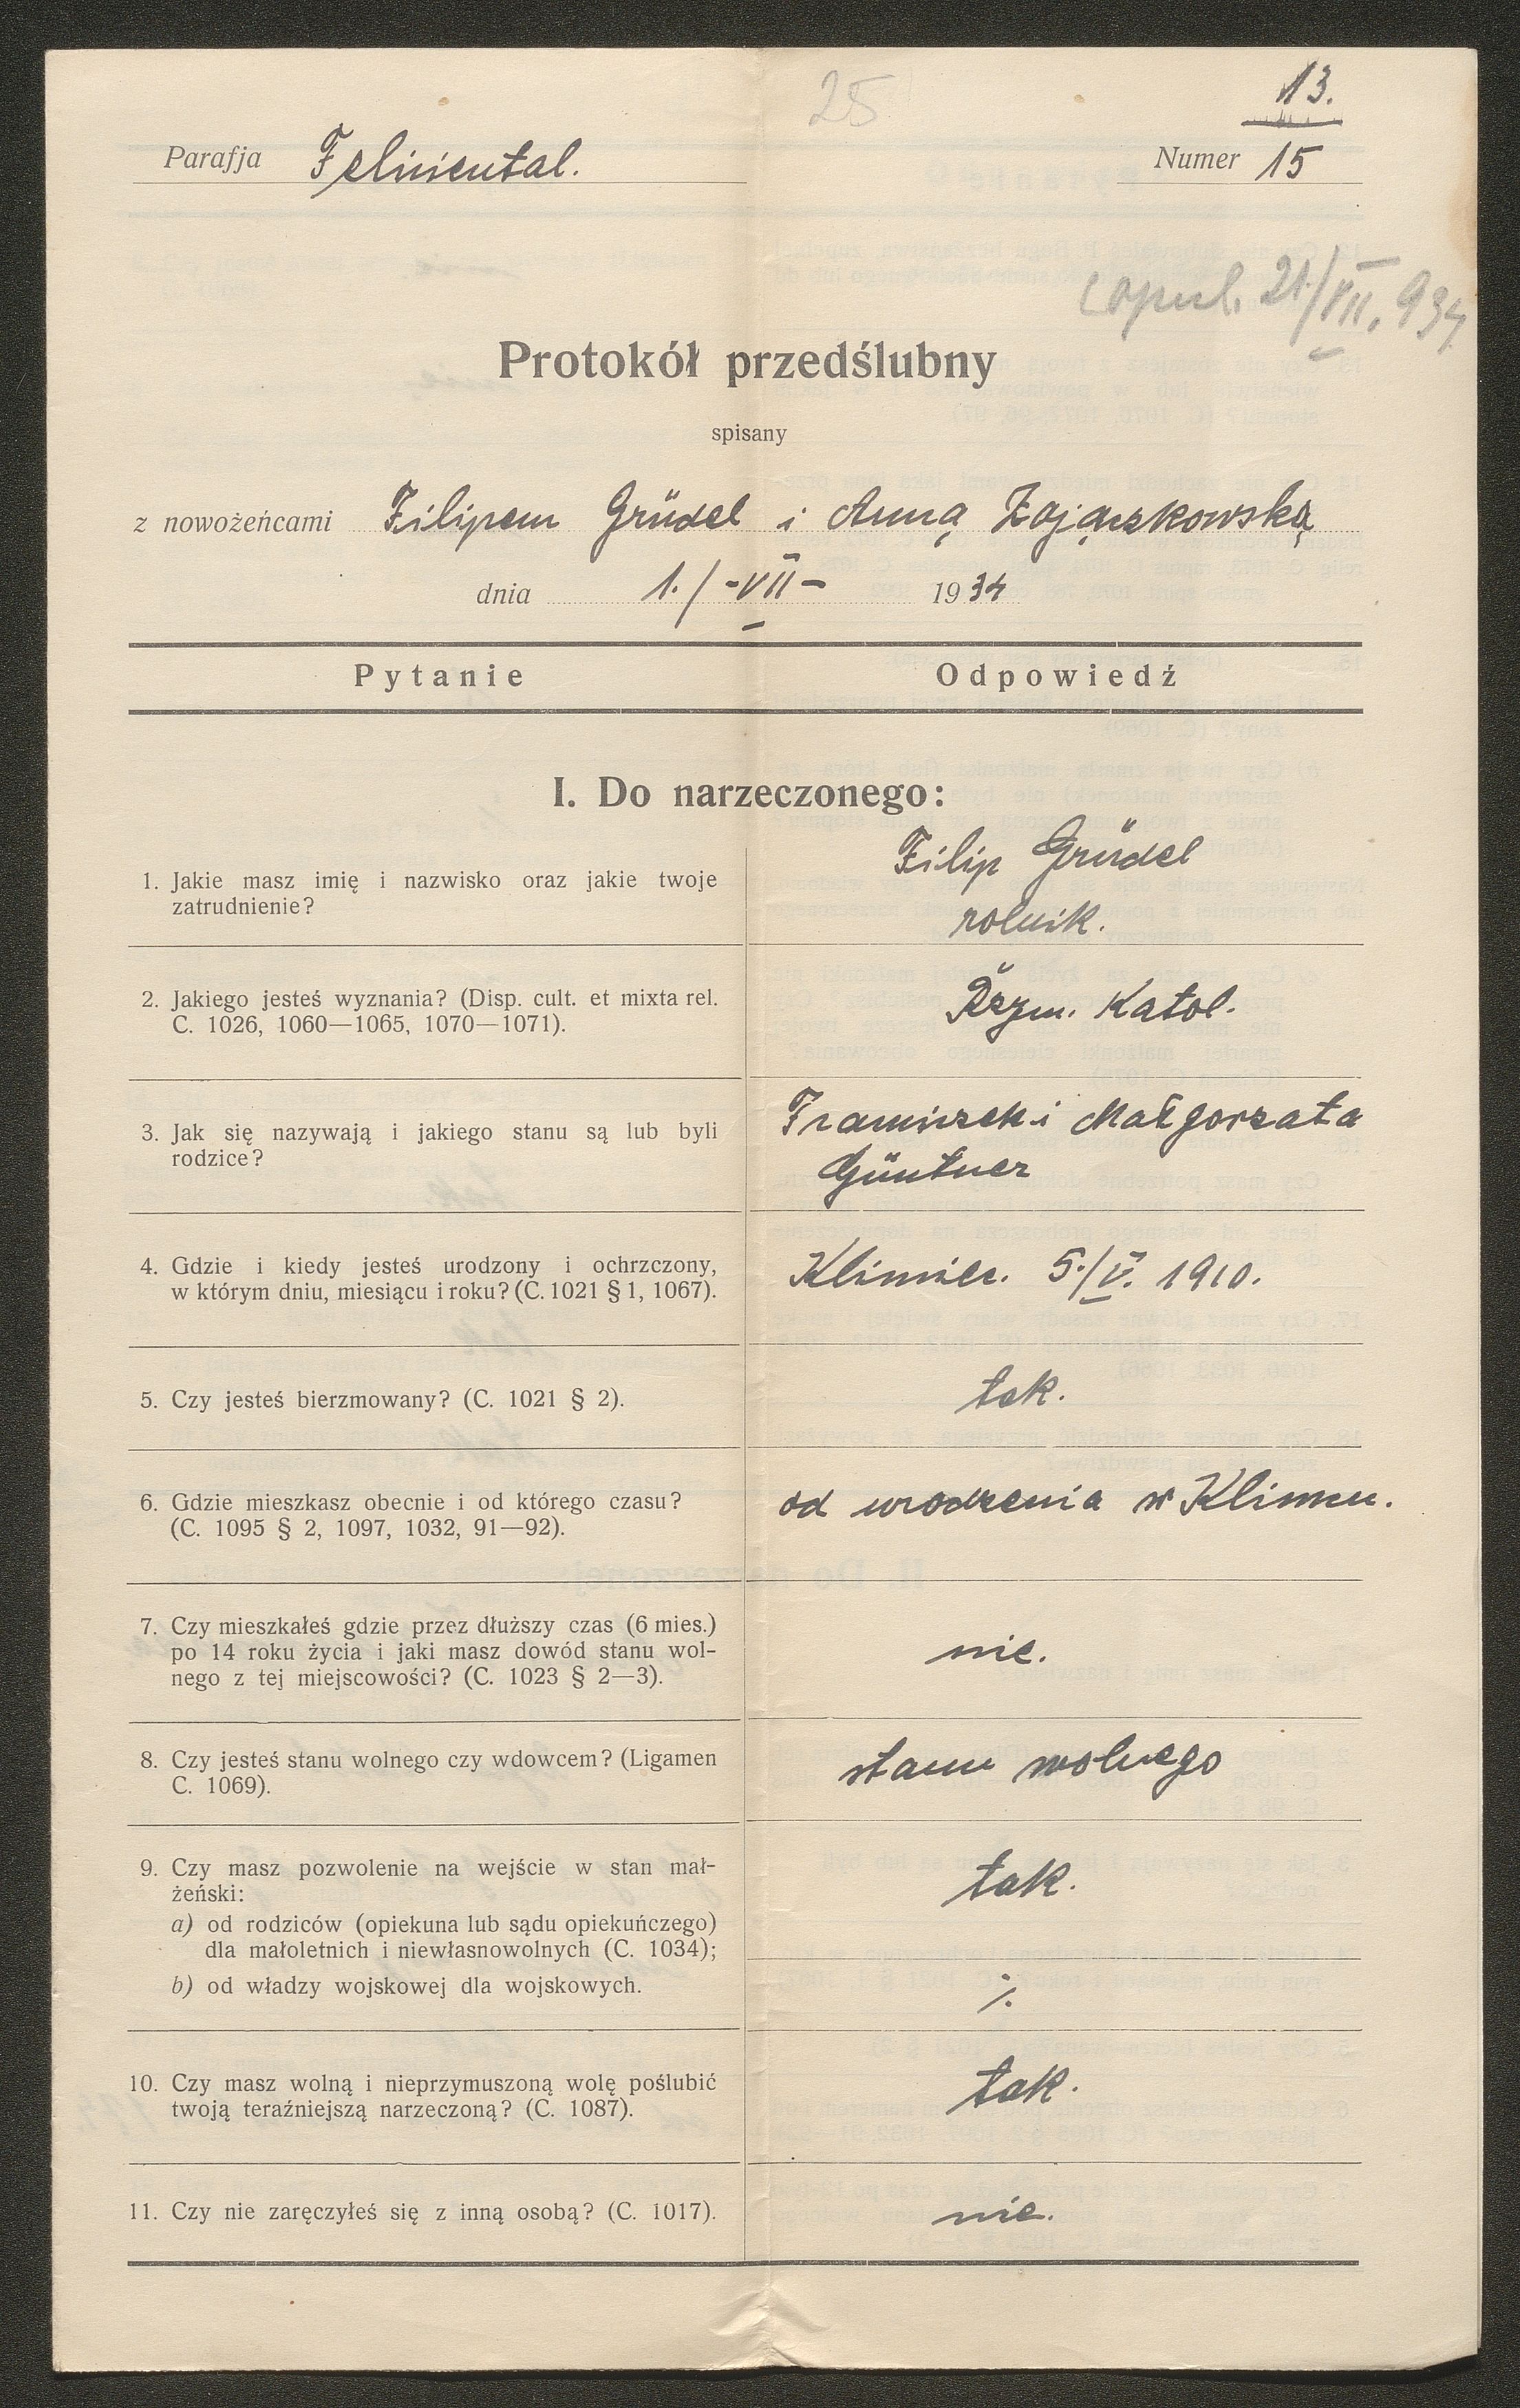 25
13.
Parafja Felizienthal.
Numer 15
copul. 21/VII. 934
Protokół przedślubny
spisany
z nowożeńcami Filipem Grüdel i Anną Zajączkowską
dnia 1./-VII- 1934
Pytanie Odpowiedź
I. Do narzeczonego:
1. Jakie masz imię i nazwisko oraz jakie twoje
zatrudnienie?
Filip Grüdel
rolnik.
2. Jakiego jesteś wyznania? (Disp. cult. et mixta rel.
C. 1026, 1060—1065, 1070—1071).
Rzym. Katol.
3. Jak się nazywają i jakiego stanu są lub byli
rodzice?
Franciszek i Małgorzata
Güntner
4. Gdzie i kiedy jesteś urodzony i ochrzczony,
w którym dniu, miesiącu i roku? (C. 1021 § 1, 1067).
Klimiec. 5./V. 1910.
5. Czy jesteś bierzmowany? (C. 1021 § 2).
tak.
6. Gdzie mieszkasz obecnie i od którego czasu?
(C. 1095 § 2, 1097, 1032, 91—92).
od urodzenia w Klimcu.
7. Czy mieszkałeś gdzie przez dłuższy czas (6 mies.)
po 14 roku życia i jaki masz dowód stanu wol-
nego z tej miejscowości? (C. 1023 § 2—3).
nie.
8. Czy jesteś stanu wolnego czy wdowcem? (Ligamen
C. 1069).
stanu wolnego
9. Czy masz pozwolenie na wejście w stan mał-
żeński:
a) od rodziców (opiekuna lub sądu opiekuńczego)
dla małoletnich i niewłasnowolnych (C. 1034);
tak.
b) od władzy wojskowej dla wojskowych.
·/.
10. Czy masz wolną i nieprzymuszoną wolę poślubić
twoją teraźniejszą narzeczoną? (C. 1087).
tak.
11. Czy nie zaręczyłeś się z inną osobą? (C. 1017).
nie.